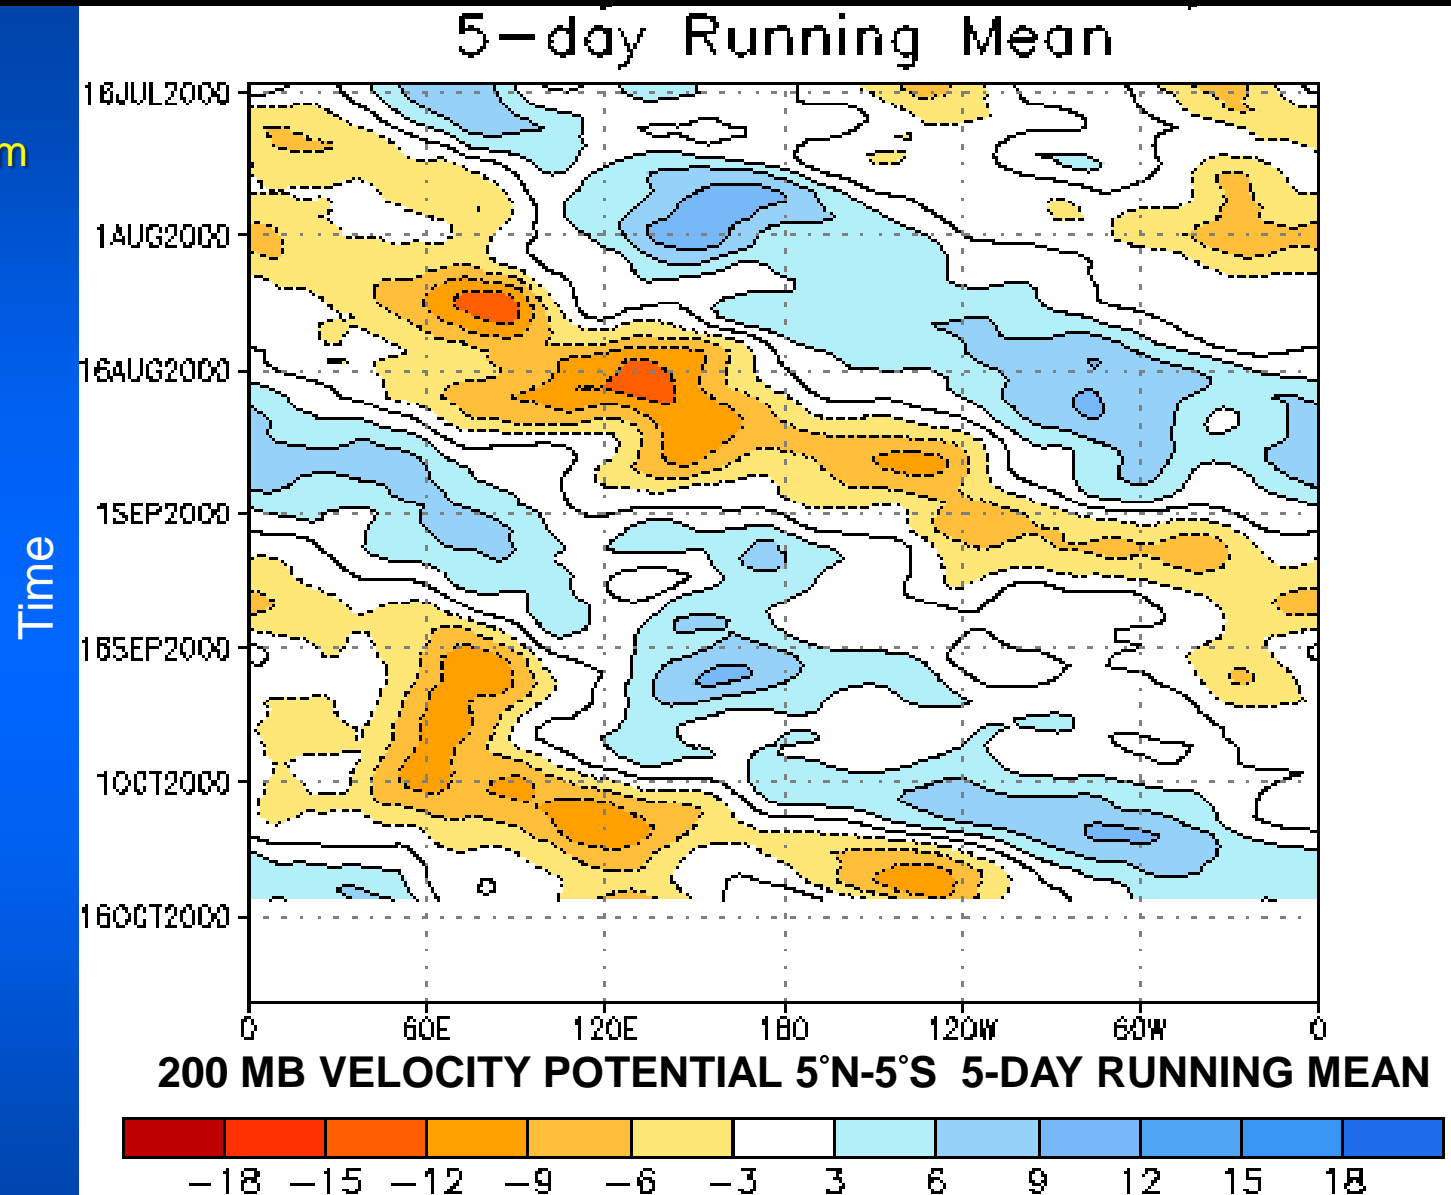 5-day Running Mean
m
Time
16JUL2000
1AUG2000
16AUG2000
1SEP2000
16SEP2000
1OCT2000
16OCT2000
0 60E 120E 180 120W 60W 0
200 MB VELOCITY POTENTIAL 5°N-5°S 5-DAY RUNNING MEAN
-18 -15 -12 -9 -6 -3 3 6 9 12 15 18